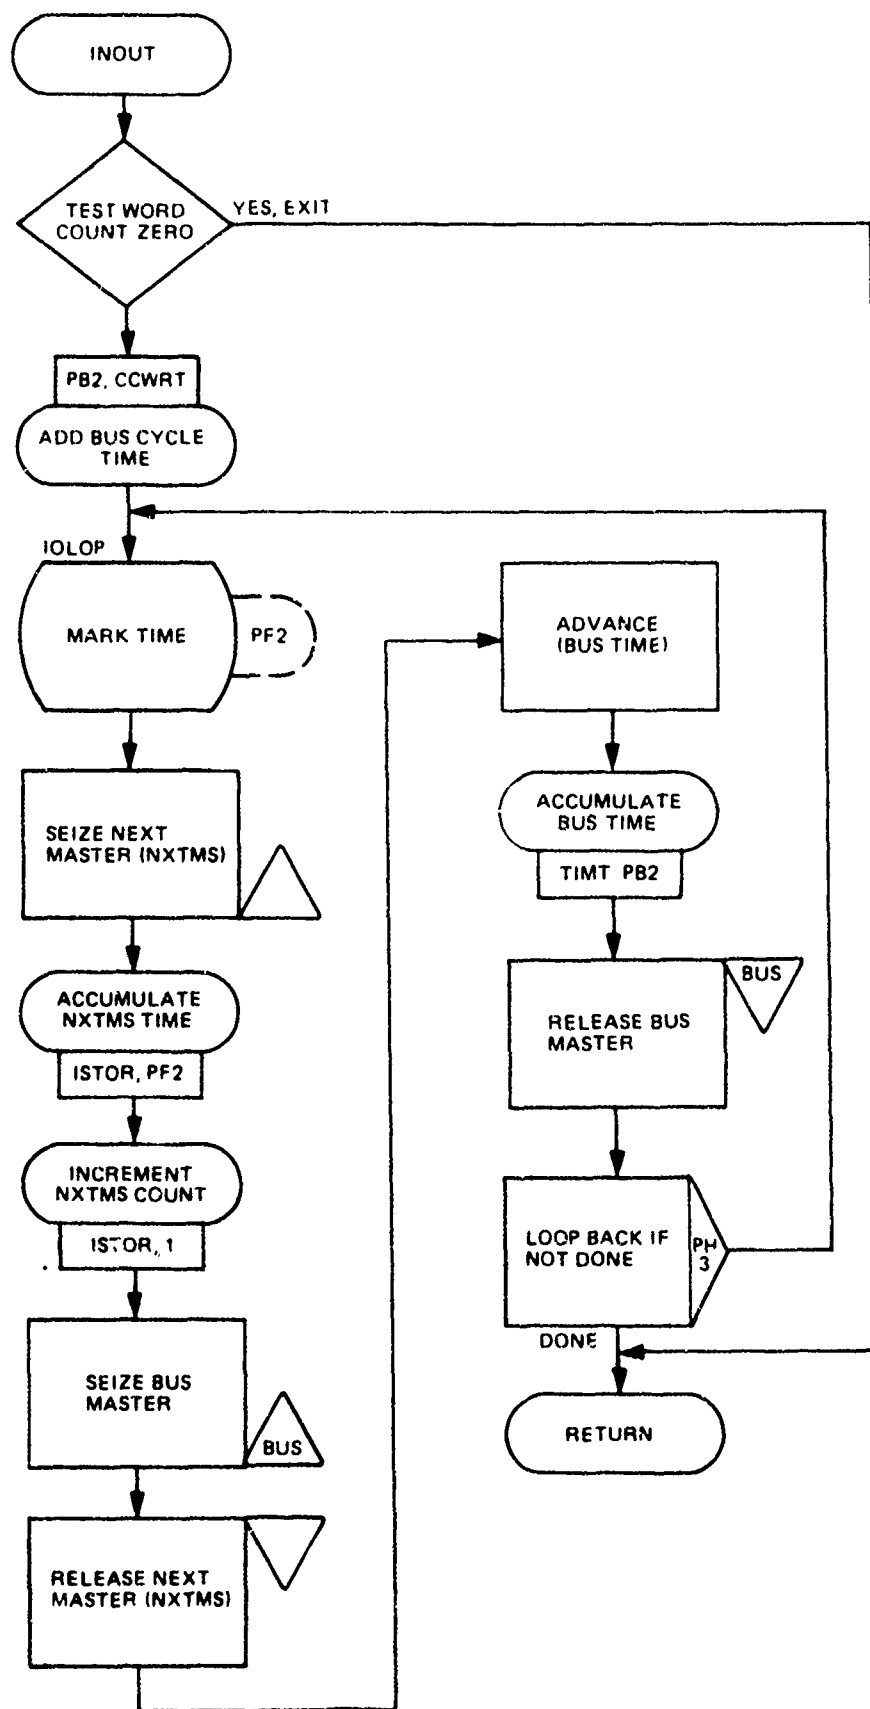 INOUT
TEST WORD
COUNT ZERO
YES, EXIT
PB2, CCWRT
ADD BUS CYCLE
TIME
IOLOP
MARK TIME
PF2
SEIZE NEXT
MASTER (NXTMS)
ACCUMULATE
NXTMS TIME
ISTOR, PF2
INCREMENT
NXTMS COUNT
ISTOR, 1
SEIZE BUS
MASTER
BUS
RELEASE NEXT
MASTER (NXTMS)
ADVANCE
(BUS TIME)
ACCUMULATE
BUS TIME
TIMT PB2
BUS
RELEASE BUS
MASTER
LOOP BACK IF
NOT DONE
PH
3
DONE
RETURN